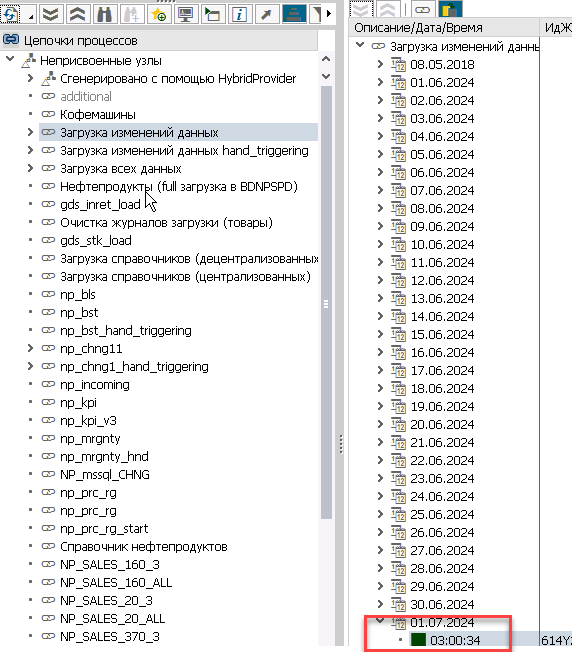 Цепочки процессов
Неприсвоенные узлы
Сгенерировано с помощью HybridProvider
additional
Кофемашины
Загрузка изменений данных
Загрузка изменений данных hand_triggering
Загрузка всех данных
Нефтепродукты (full загрузка в BDNPSPD)
gds_inret_load
Очистка журналов загрузки (товары)
gds_stk_load
Загрузка справочников (децентрализованных
Загрузка справочников (централизованных)
np_bls
np_bst
np_bst_hand_triggering
np_chng11
np_chng1_hand_triggering
np_incoming
np_kpi
np_kpi_v3
np_mrgnty
np_mrgnty_hnd
NP_mssql_CHNG
np_prc_rg
np_prc_rg
np_prc_rg_start
Справочник нефтепродуктов
NP_SALES_160_3
NP_SALES_160_ALL
NP_SALES_20_3
NP_SALES_20_ALL
NP_SALES_370_3
Описание/Дата/Время ИдЖ
Загрузка изменений данны
08.05.2018
01.06.2024
02.06.2024
03.06.2024
04.06.2024
05.06.2024
06.06.2024
07.06.2024
08.06.2024
09.06.2024
10.06.2024
11.06.2024
12.06.2024
13.06.2024
14.06.2024
15.06.2024
16.06.2024
17.06.2024
18.06.2024
19.06.2024
20.06.2024
21.06.2024
22.06.2024
23.06.2024
24.06.2024
25.06.2024
26.06.2024
27.06.2024
28.06.2024
29.06.2024
30.06.2024
01.07.2024
03:00:34 614Y